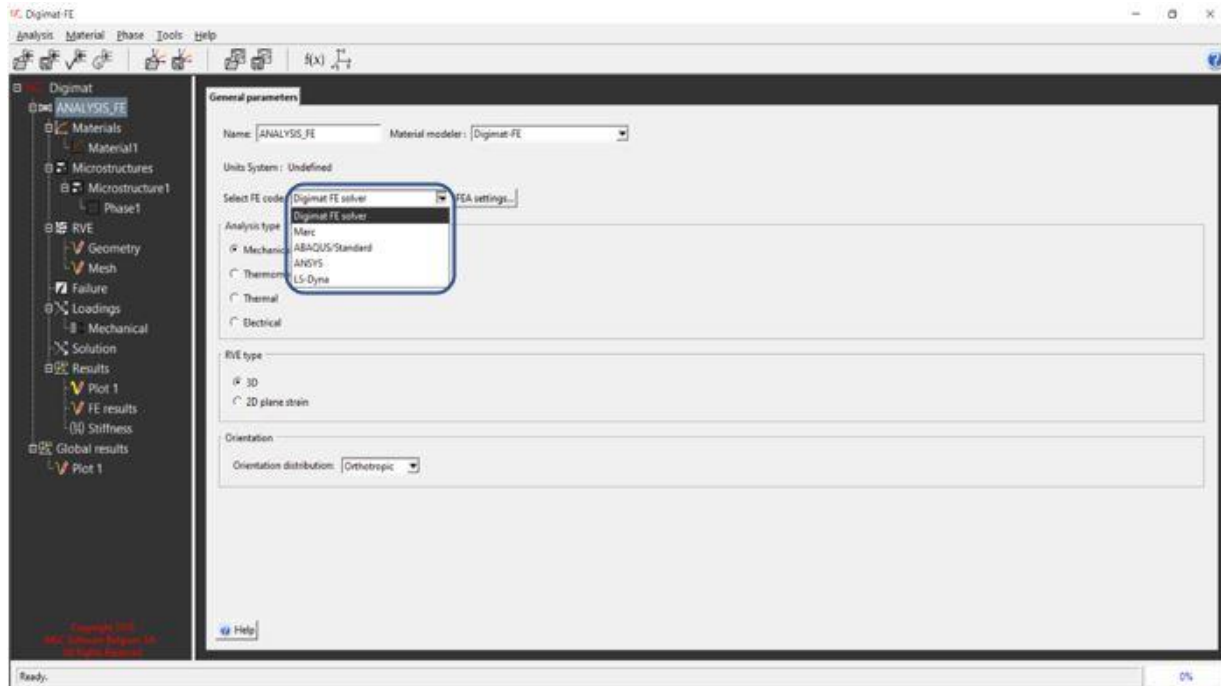 Digimat-FE
Analysis Material Phase Tools Help
f(x)
Digimat
ANALYSIS_FE
Materials
Material1
Microstructures
Microstructure1
Phase1
RVE
Geometry
Mesh
Failure
Loadings
Mechanical
Solution
Results
Plot 1
FE results
Stiffness
Global results
Plot 1
General parameters
Name: ANALYSIS_FE Material modeler: Digimat-FE
Units System: Undefined
Select FE code Digimat FE solver FEA settings...
Digimat FE solver
Marc
ABAQUS/Standard
ANSYS
LS-Dyna
Analysis type
Mechanica
Thermom
Thermal
Electrical
RVE type
3D
2D plane strain
Orientation
Orientation distribution: Orthotropic
Help
All Rights Reserved
Ready. 0%